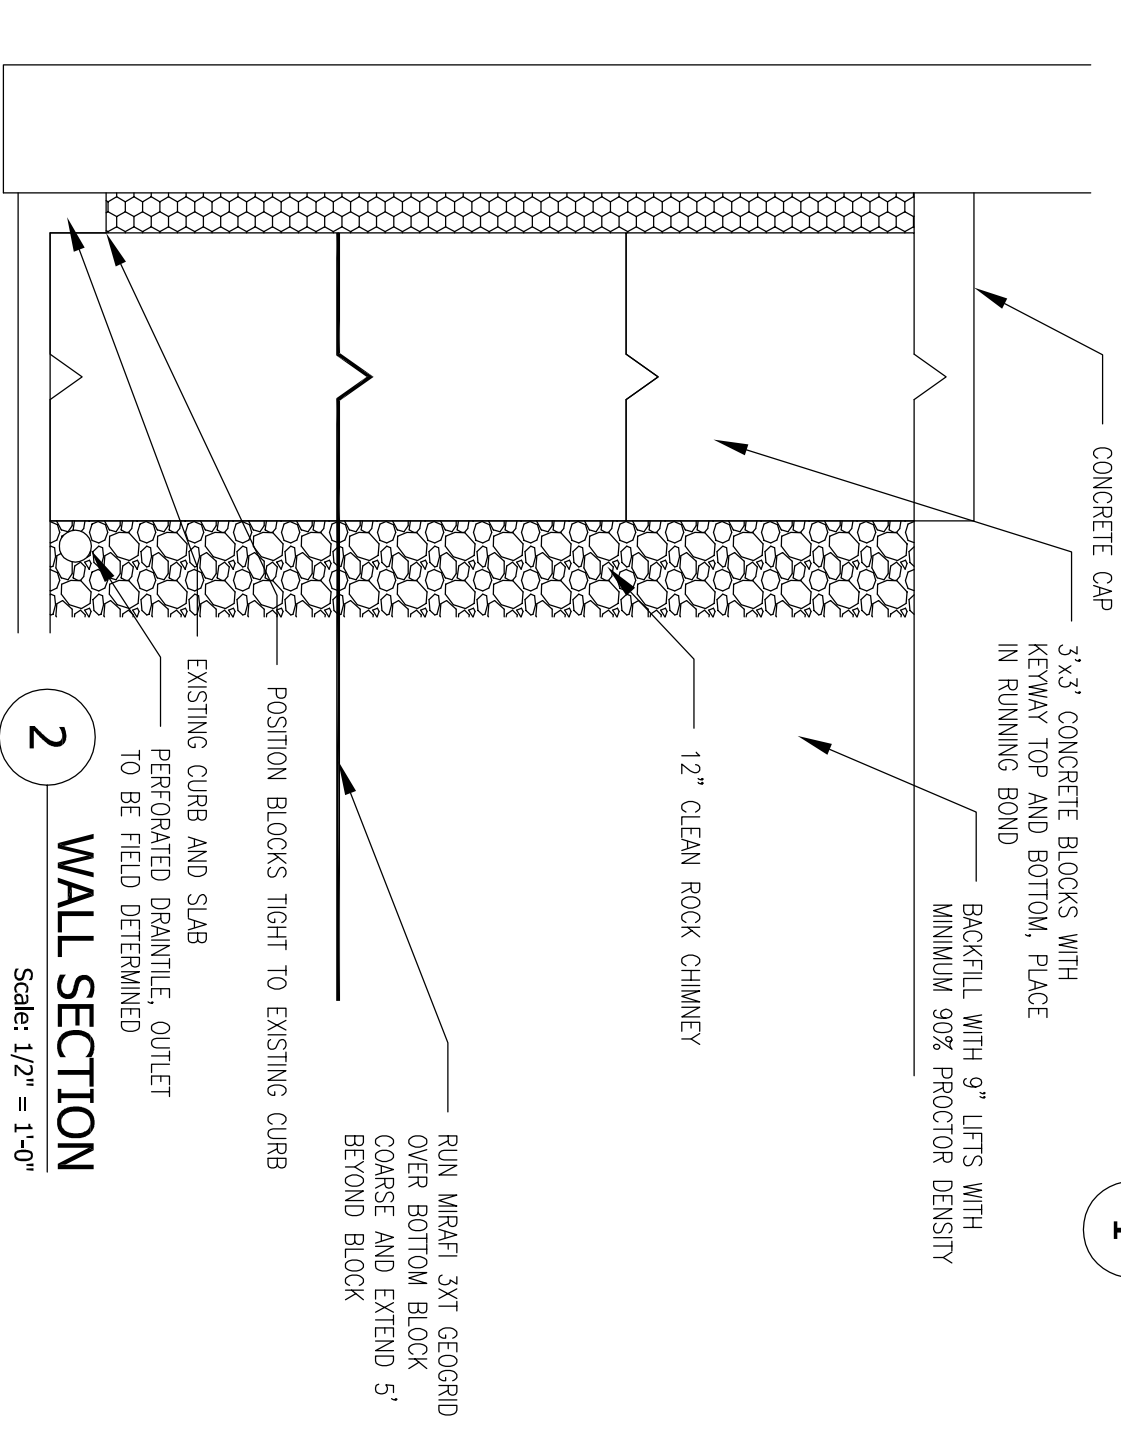 CONCRETE CAP
3'x3' CONCRETE BLOCKS WITH
KEYWAY TOP AND BOTTOM, PLACE
IN RUNNING BOND
BACKFILL WITH 9" LIFTS WITH
MINIMUM 90% PROCTOR DENSITY
12" CLEAN ROCK CHIMNEY
RUN MIRAFI 3XT GEOGRID
OVER BOTTOM BLOCK
COARSE AND EXTEND 5'
BEYOND BLOCK
POSITION BLOCKS TIGHT TO EXISTING CURB
EXISTING CURB AND SLAB
PERFORATED DRAINTILE, OUTLET
TO BE FIELD DETERMINED
2
WALL SECTION
Scale: 1/2" = 1'-0"